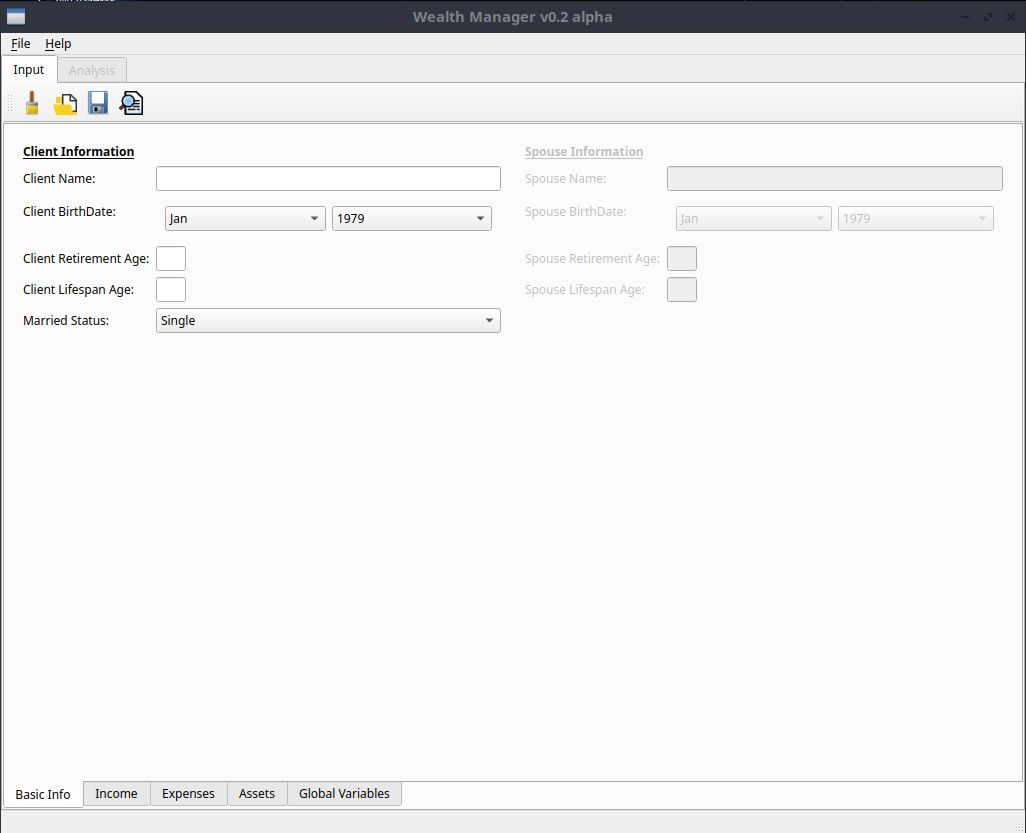 Wealth Manager v0.2 alpha
File Help
Input Analysis
Client Information Spouse Information
Client Name: Spouse Name:
Client BirthDate: Jan 1979 Spouse BirthDate: Jan 1979
Client Retirement Age: Spouse Retirement Age:
Client Lifespan Age: Spouse Lifespan Age:
Married Status: Single
Basic Info Income Expenses Assets Global Variables